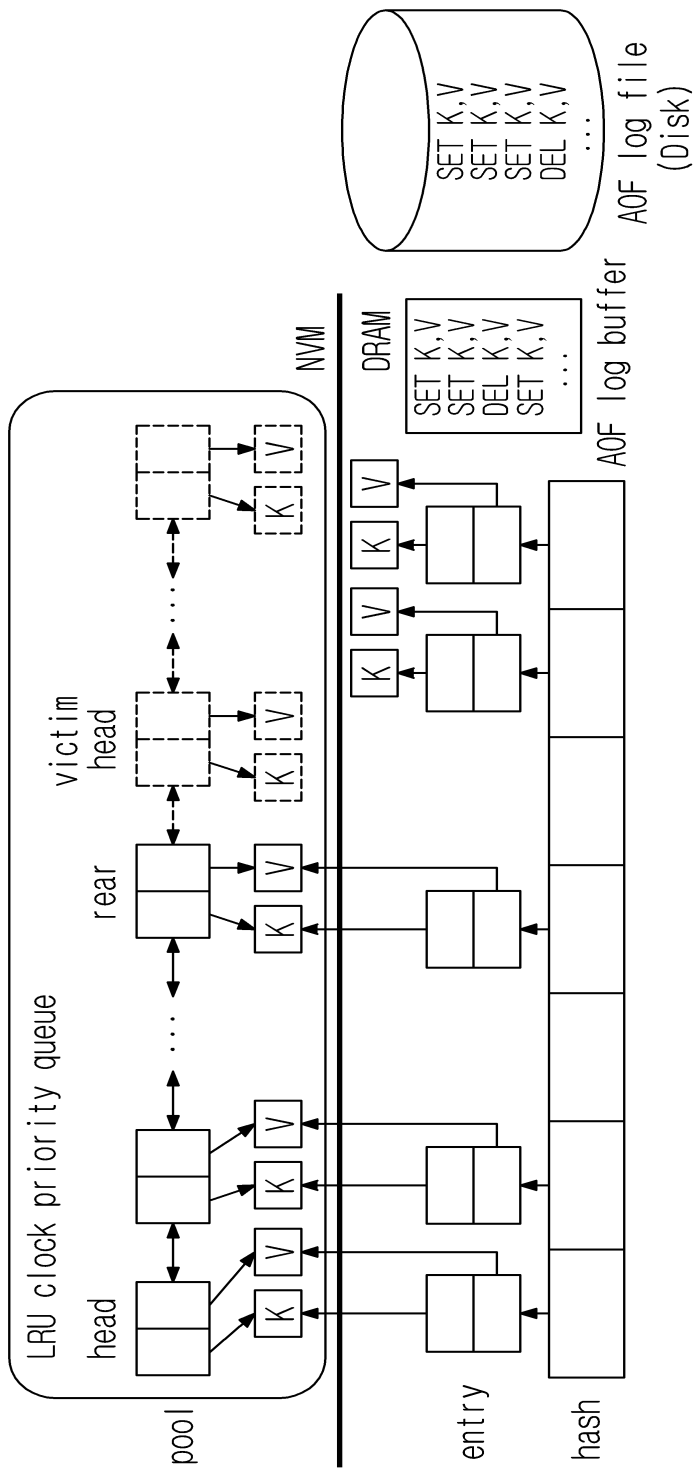 LRU clock priority queue
head
rear
victim
head
...
...
pool
K
V
K
V
K
V
K
V
K
V
NVM
DRAM
K
V
K
V
entry
hash
SET K,V
SET K,V
DEL K,V
SET K,V
...
AOF log buffer
SET K,V
SET K,V
SET K,V
DEL K,V
...
AOF log file
(Disk)